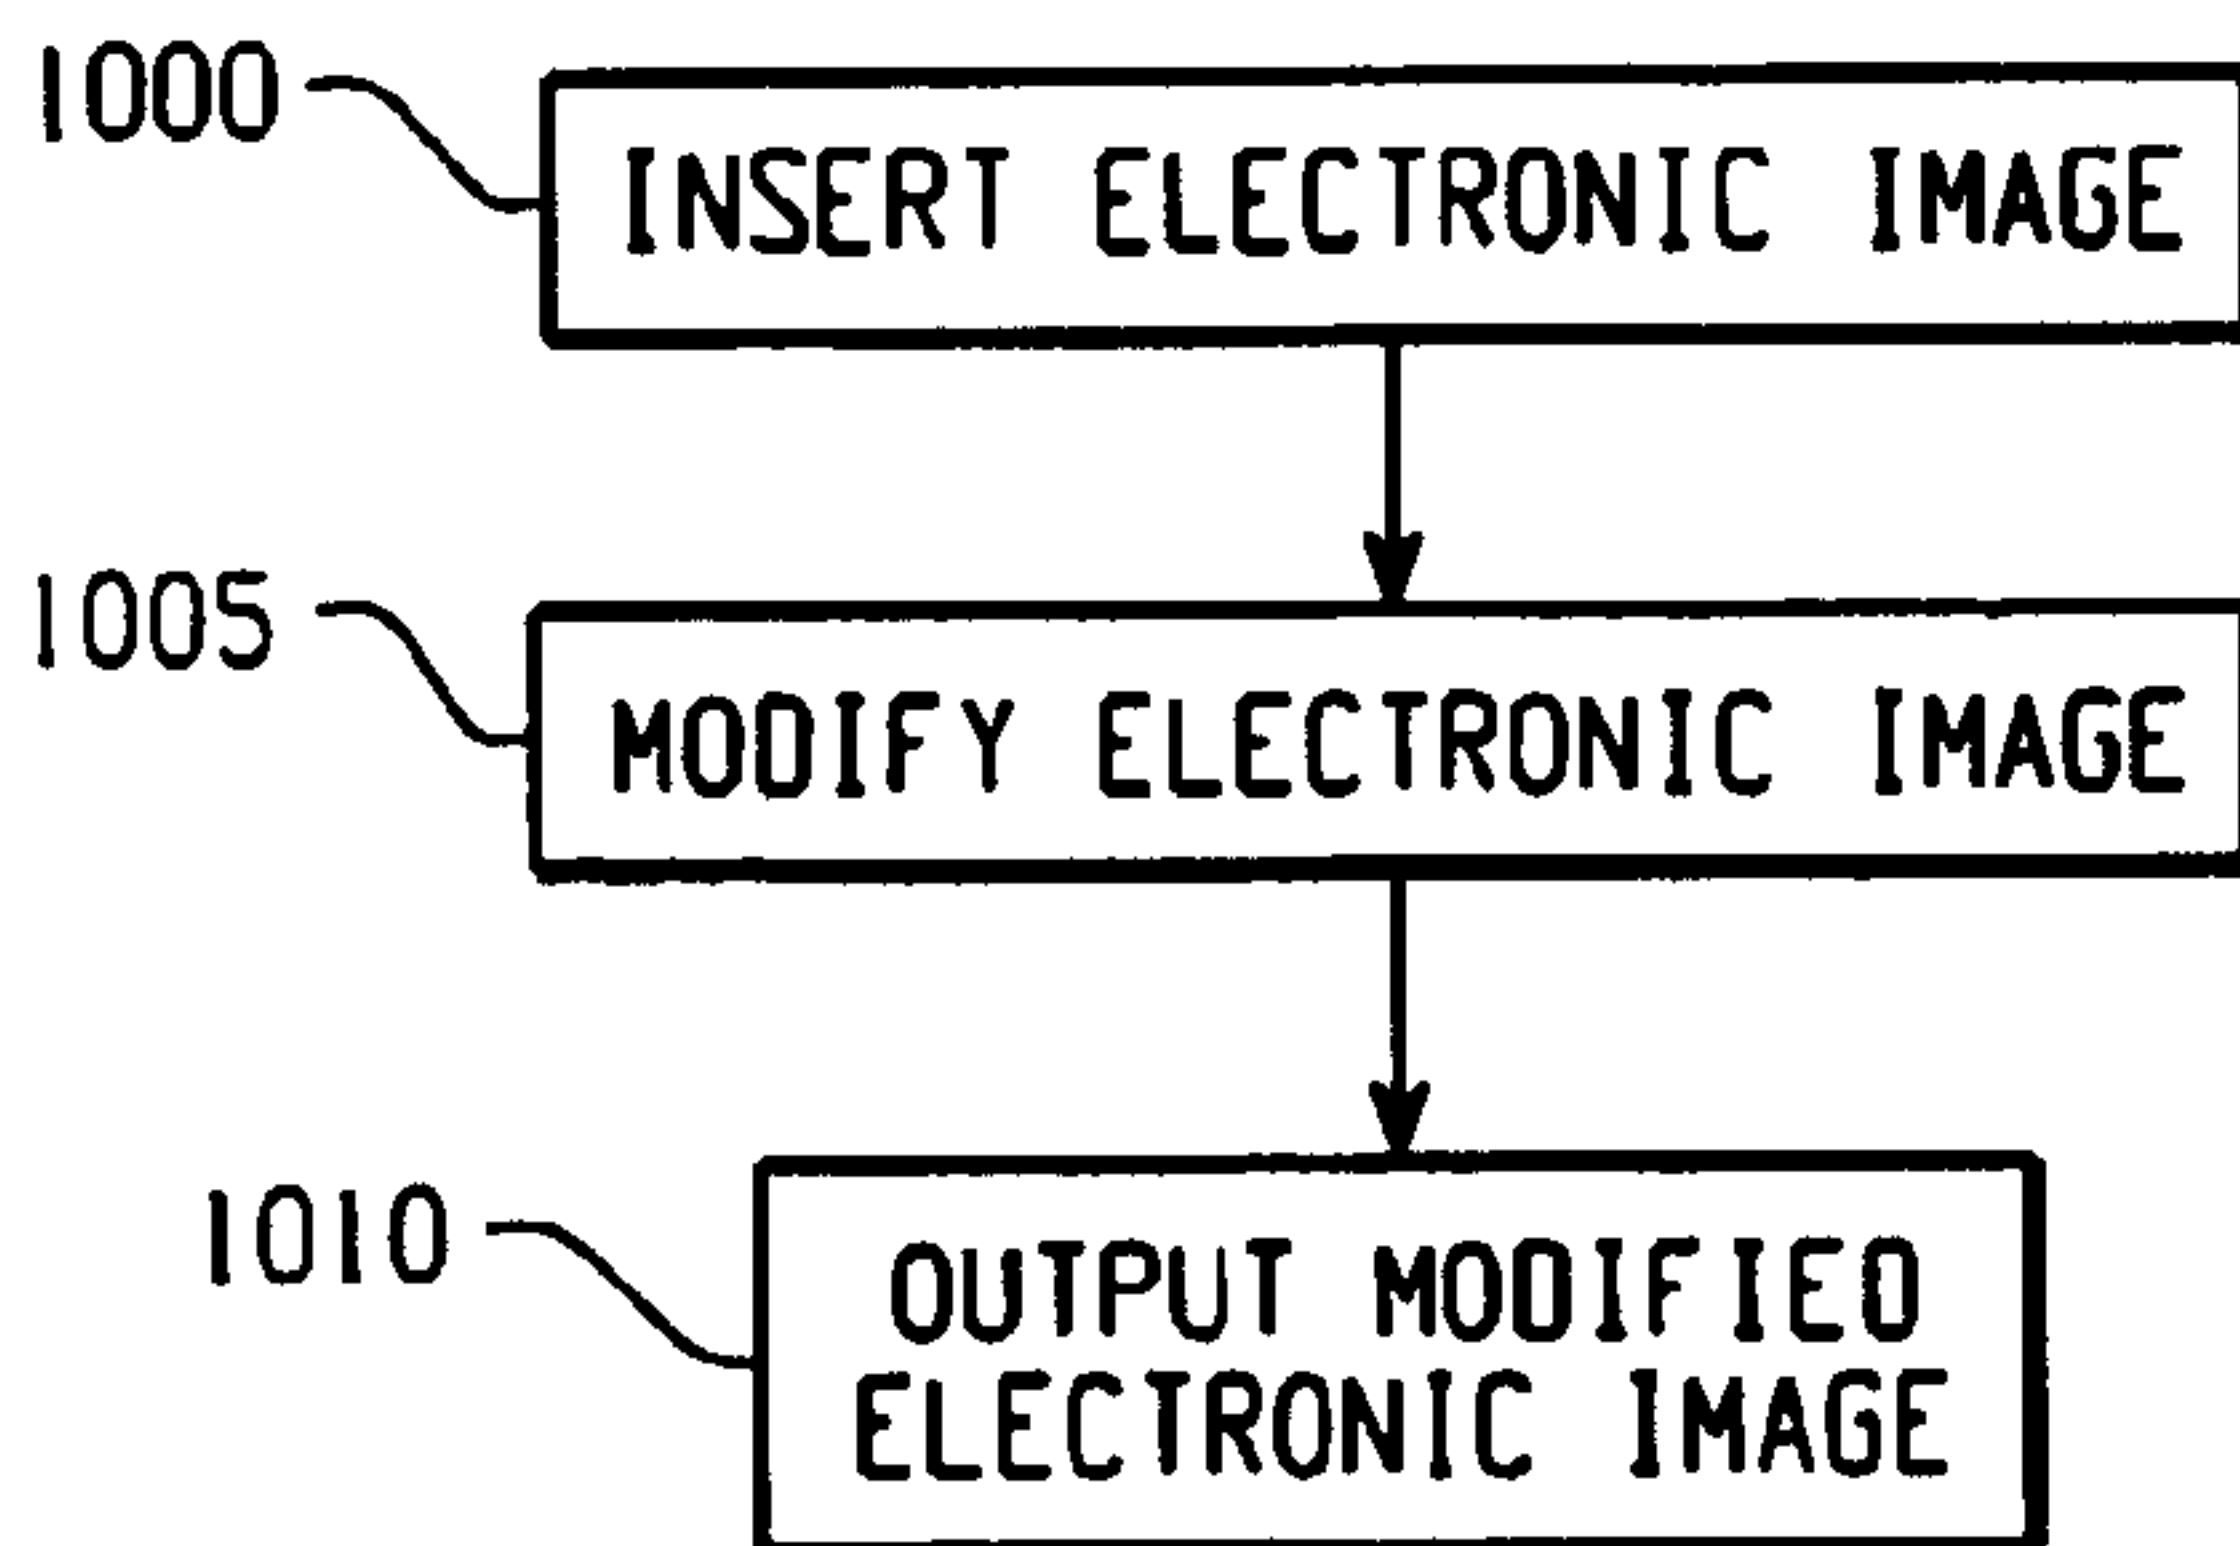 1000
INSERT ELECTRONIC IMAGE
1005
MODIFY ELECTRONIC IMAGE
1010
OUTPUT MODIFIED
ELECTRONIC IMAGE